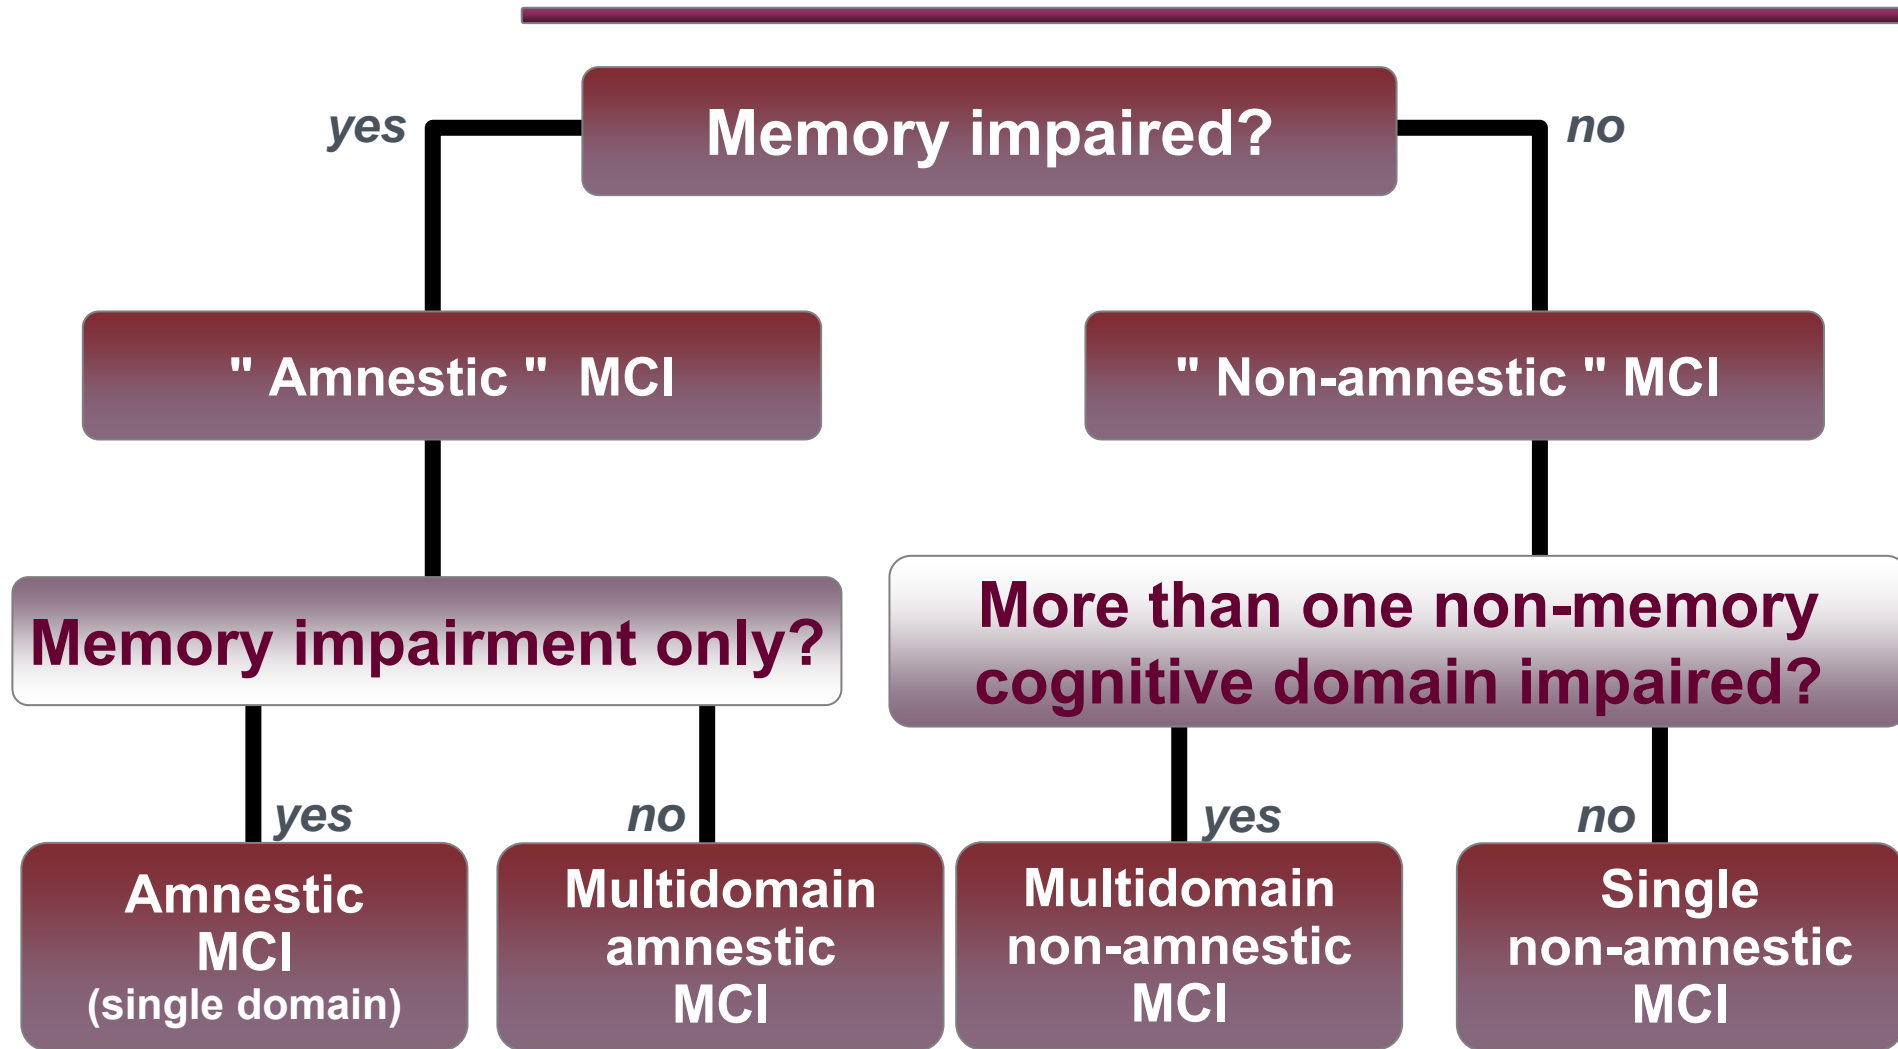 Memory impaired?
yes
no
" Amnestic " MCI
" Non-amnestic " MCI
Memory impairment only?
More than one non-memory
cognitive domain impaired?
yes
no
yes
no
Amnestic
MCI
(single domain)
Multidomain
amnestic
MCI
Multidomain
non-amnestic
MCI
Single
non-amnestic
MCI